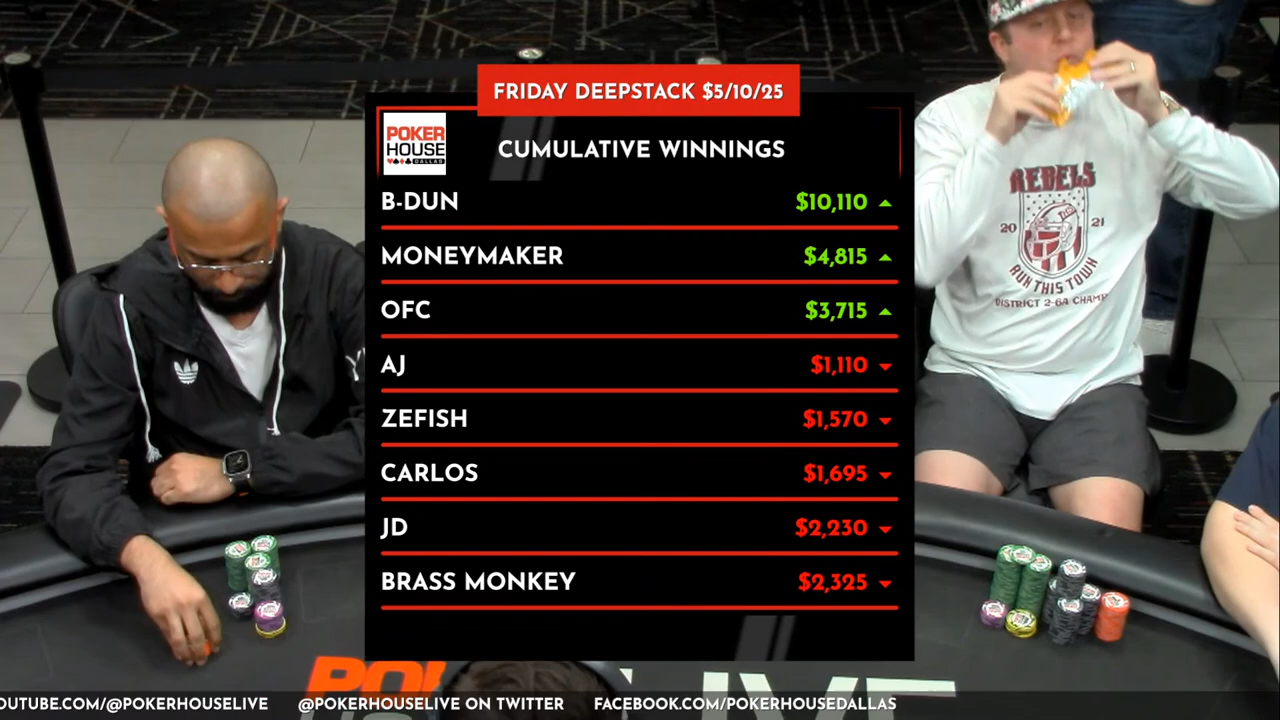 FRIDAY DEEPSTACK $5/10/25
POKER
HOUSE
DALLAS
CUMULATIVE WINNINGS
B-DUN $10,110
MONEYMAKER $4,815
OFC $3,715
AJ $1,110
ZEFISH $1,570
CARLOS $1,695
JD $2,230
BRASS MONKEY $2,325
REBELS
20 21
RUN THIS TOWN
DISTRICT 2-6A CHAMP
OUTUBE.COM/@POKERHOUSELIVE @POKERHOUSELIVE ON TWITTER FACEBOOK.COM/POKERHOUSEDALLAS